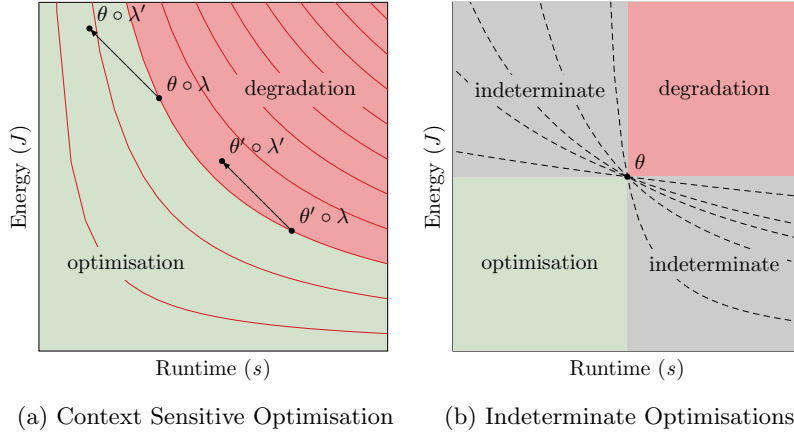 θ ∘ λ′
θ ∘ λ
degradation
θ′ ∘ λ′
θ′ ∘ λ
optimisation
Energy (J)
Runtime (s)
(a) Context Sensitive Optimisation
indeterminate
degradation
θ
optimisation
indeterminate
Energy (J)
Runtime (s)
(b) Indeterminate Optimisations